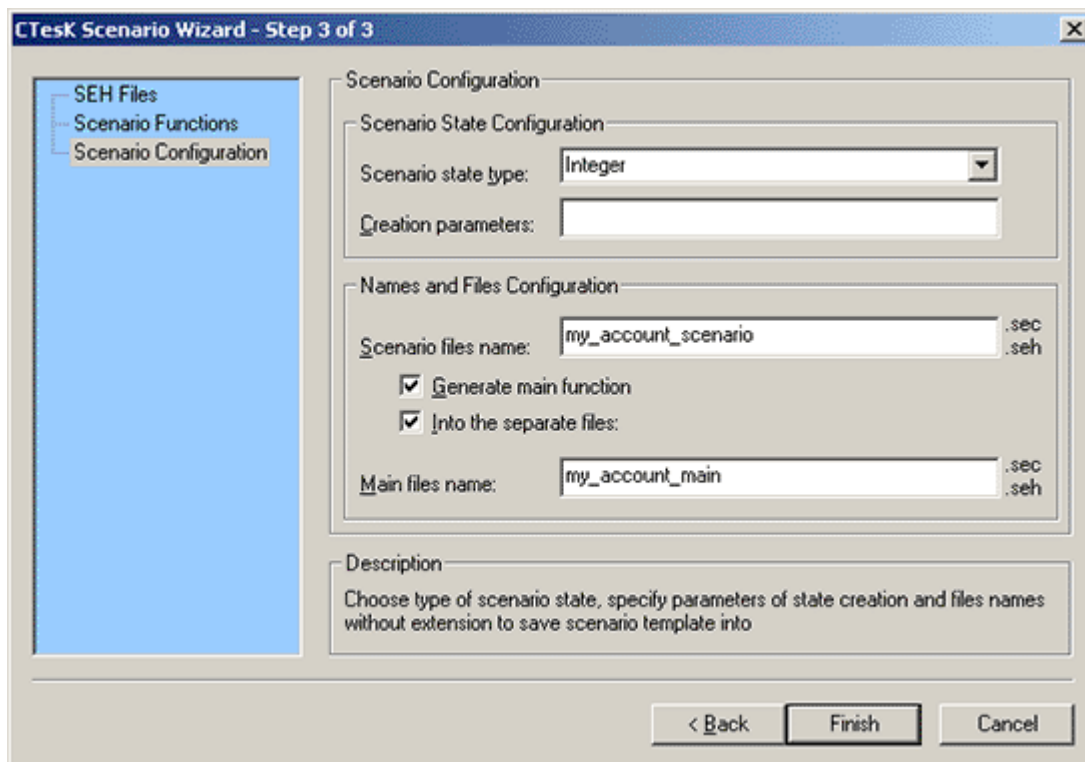 CTesK Scenario Wizard - Step 3 of 3
SEH Files
Scenario Functions
Scenario Configuration
Scenario Configuration
Scenario State Configuration
Scenario state type: Integer
Creation parameters:
Names and Files Configuration
Scenario files name: my_account_scenario .sec
.seh
Generate main function
Into the separate files:
Main files name: my_account_main .sec
.seh
Description
Choose type of scenario state, specify parameters of state creation and files names
without extension to save scenario template into
< Back Finish Cancel